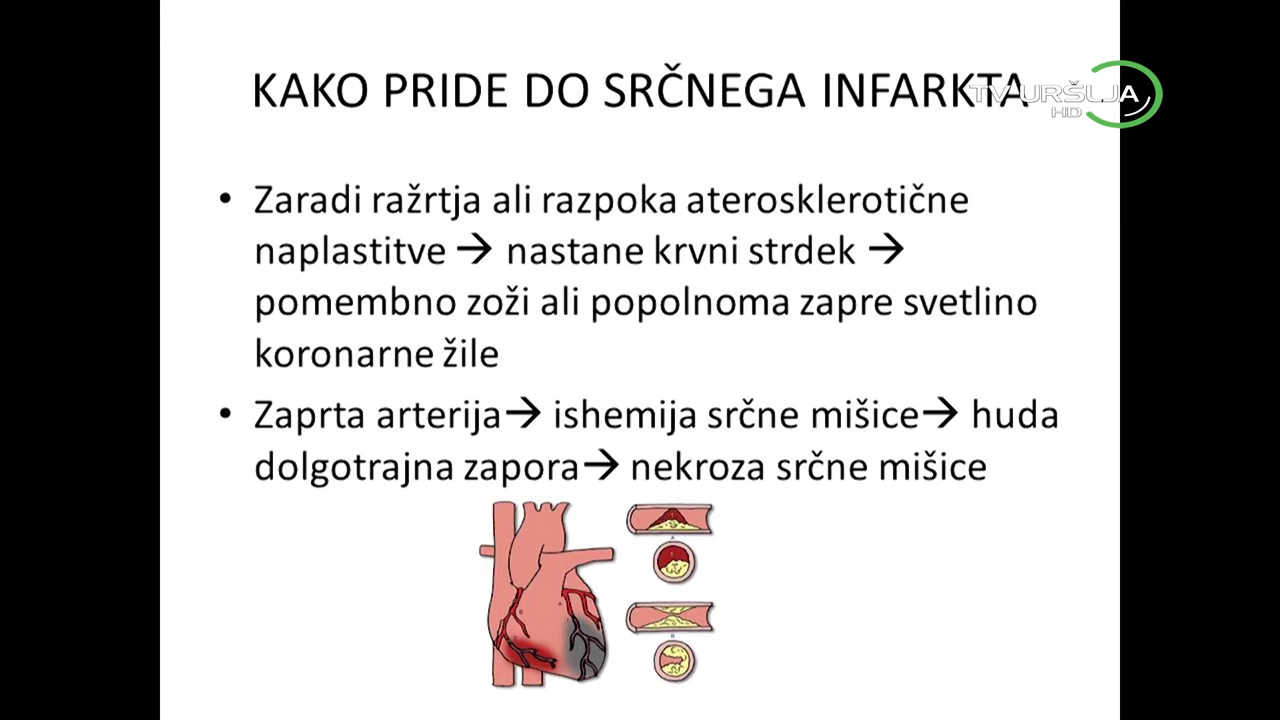 KAKO PRIDE DO SRČNEGA INFARKTA
TV URŠLJA
HD
• Zaradi ražrtja ali razpoka aterosklerotične
naplastitve → nastane krvni strdek →
pomembno zoži ali popolnoma zapre svetlino
koronarne žile
• Zaprta arterija→ ishemija srčne mišice→ huda
dolgotrajna zapora→ nekroza srčne mišice